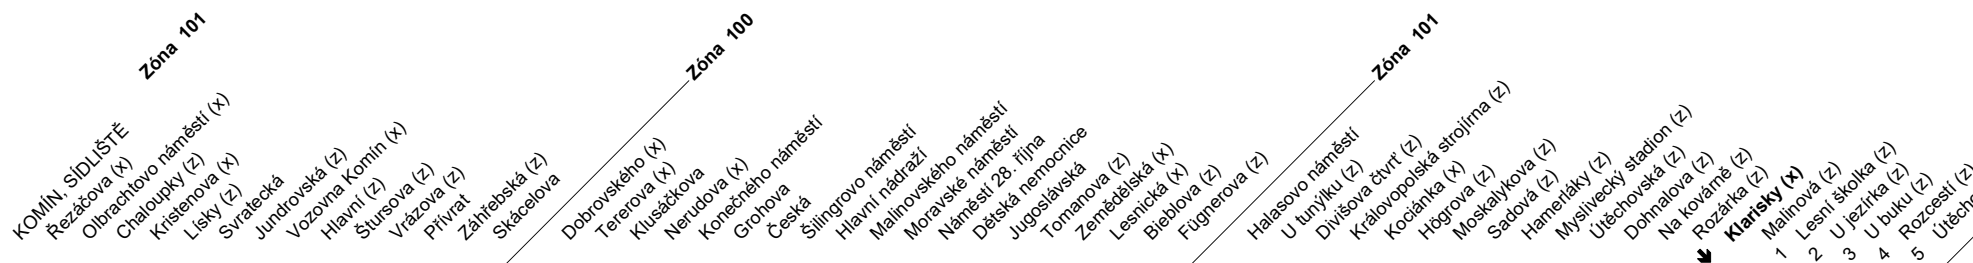 Zóna 101
KOMÍN, SÍDLIŠTĚ
Řezáčova (x)
Olbrachtovo náměstí (x)
Chaloupky (z)
Kristenova (x)
Lísky (z)
Svratecká
Jundrovská (z)
Vozovna Komín (x)
Hlavní (z)
Štursova (z)
Vrázova (z)
Přívrat
Záhřebská (z)
Skácelova
Zóna 100
Dobrovského (x)
Tererova (x)
Klusáčkova
Nerudova (x)
Konečného náměstí
Grohova
Česká
Šilingrovo náměstí
Hlavní nádraží
Malinovského náměstí
Moravské náměstí
Náměstí 28. října
Dětská nemocnice
Jugoslávská
Tomanova (z)
Zemědělská (x)
Lesnická (x)
Bieblova (z)
Fügnerova (z)
Zóna 101
Halasovo náměstí
U tunýlku (z)
Divišova čtvrť (z)
Královopolská strojírna (z)
Kociánka (x)
Högrova (z)
Moskalykova (z)
Sadová (z)
Hameriáky (z)
Myslivecký stadion (z)
Útěchovská (z)
Dohnalova (z)
Na kovárně (z)
Rozárka (z)
Klarisky (x)
1 Malinová (z)
2 Lesní školka (z)
3 U jezírka (z)
4 U buku (z)
5 Rozcestí (z)